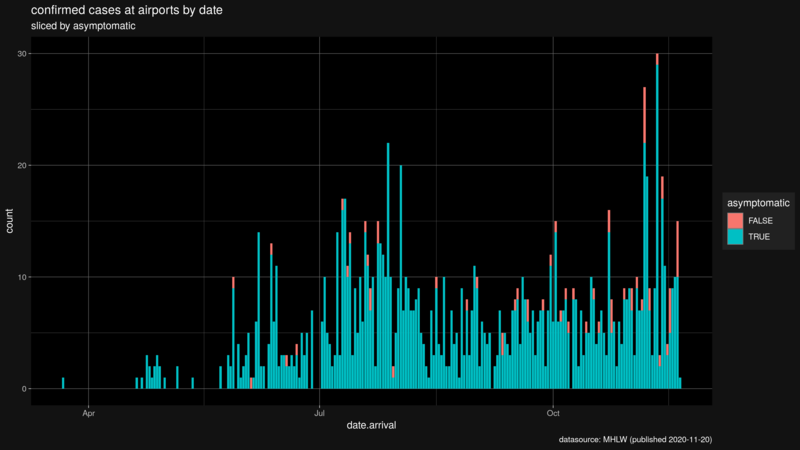 confirmed cases at airports by date
sliced by asymptomatic
30
20
10
0
count
Apr
Jul
Oct
date.arrival
asymptomatic
FALSE
TRUE
datasource: MHLW (published 2020-11-20)